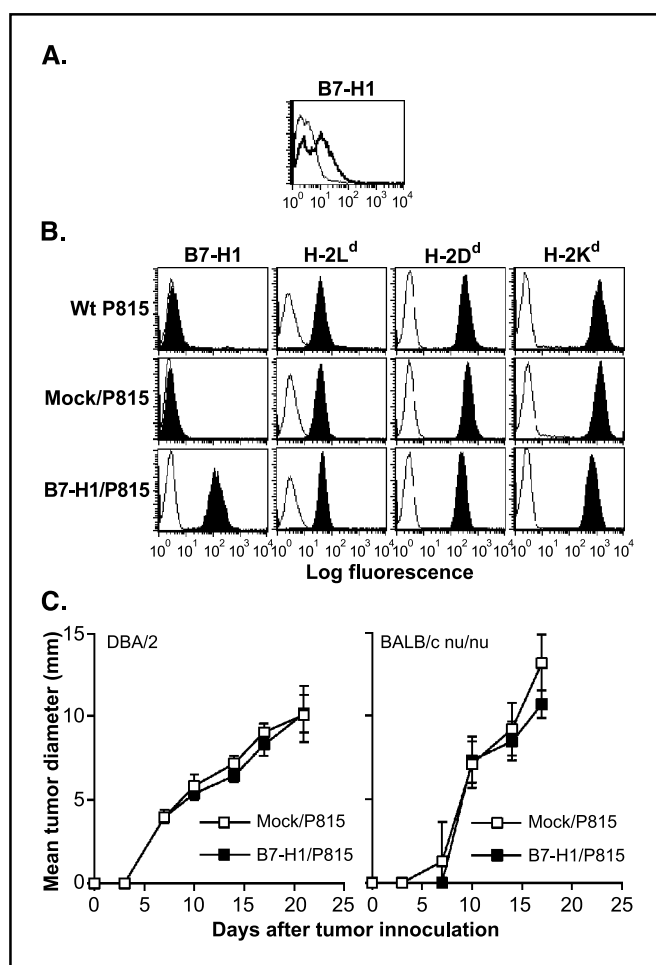 A.
B7-H1
10⁰ 10¹ 10² 10³ 10⁴
B.
B7-H1 H-2Lᵈ H-2Dᵈ H-2Kᵈ
Wt P815
Mock/P815
B7-H1/P815
10⁰ 10¹ 10² 10³ 10⁴ 10⁰ 10¹ 10² 10³ 10⁴ 10⁰ 10¹ 10² 10³ 10⁴ 10⁰ 10¹ 10² 10³ 10⁴
Log fluorescence
C.
Mean tumor diameter (mm)
15
10
5
0
DBA/2
Mock/P815
B7-H1/P815
0 5 10 15 20 25
BALB/c nu/nu
Mock/P815
B7-H1/P815
0 5 10 15 20 25
Days after tumor innoculation